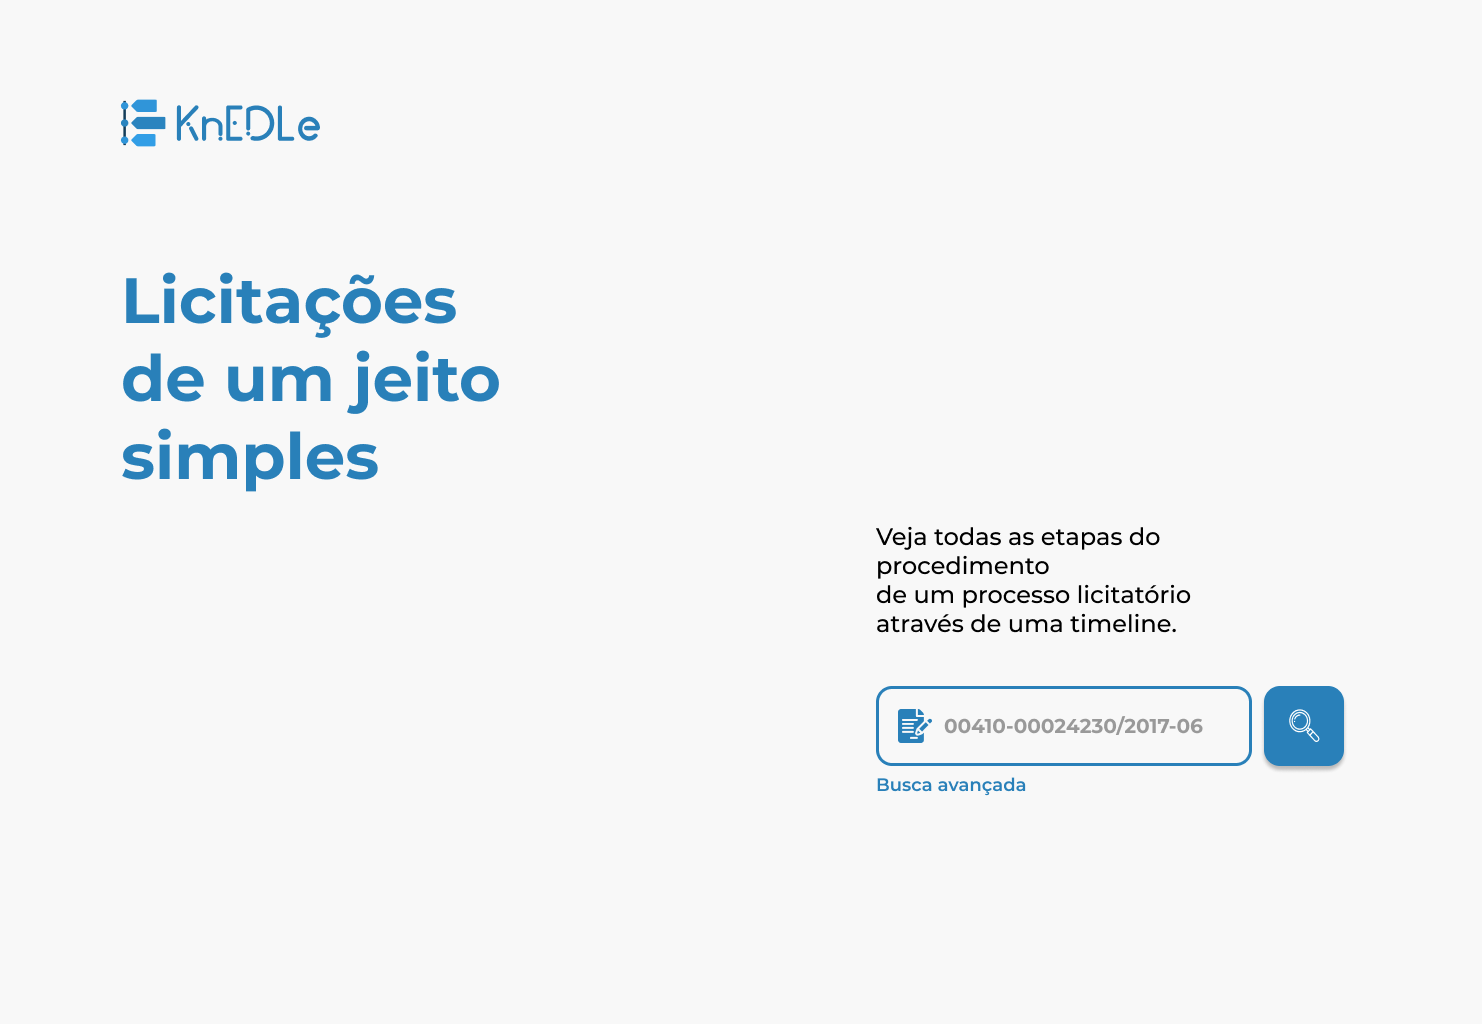 KnEDLe
Licitações
de um jeito
simples
Veja todas as etapas do
procedimento
de um processo licitatório
através de uma timeline.
00410-00024230/2017-06
Busca avançada